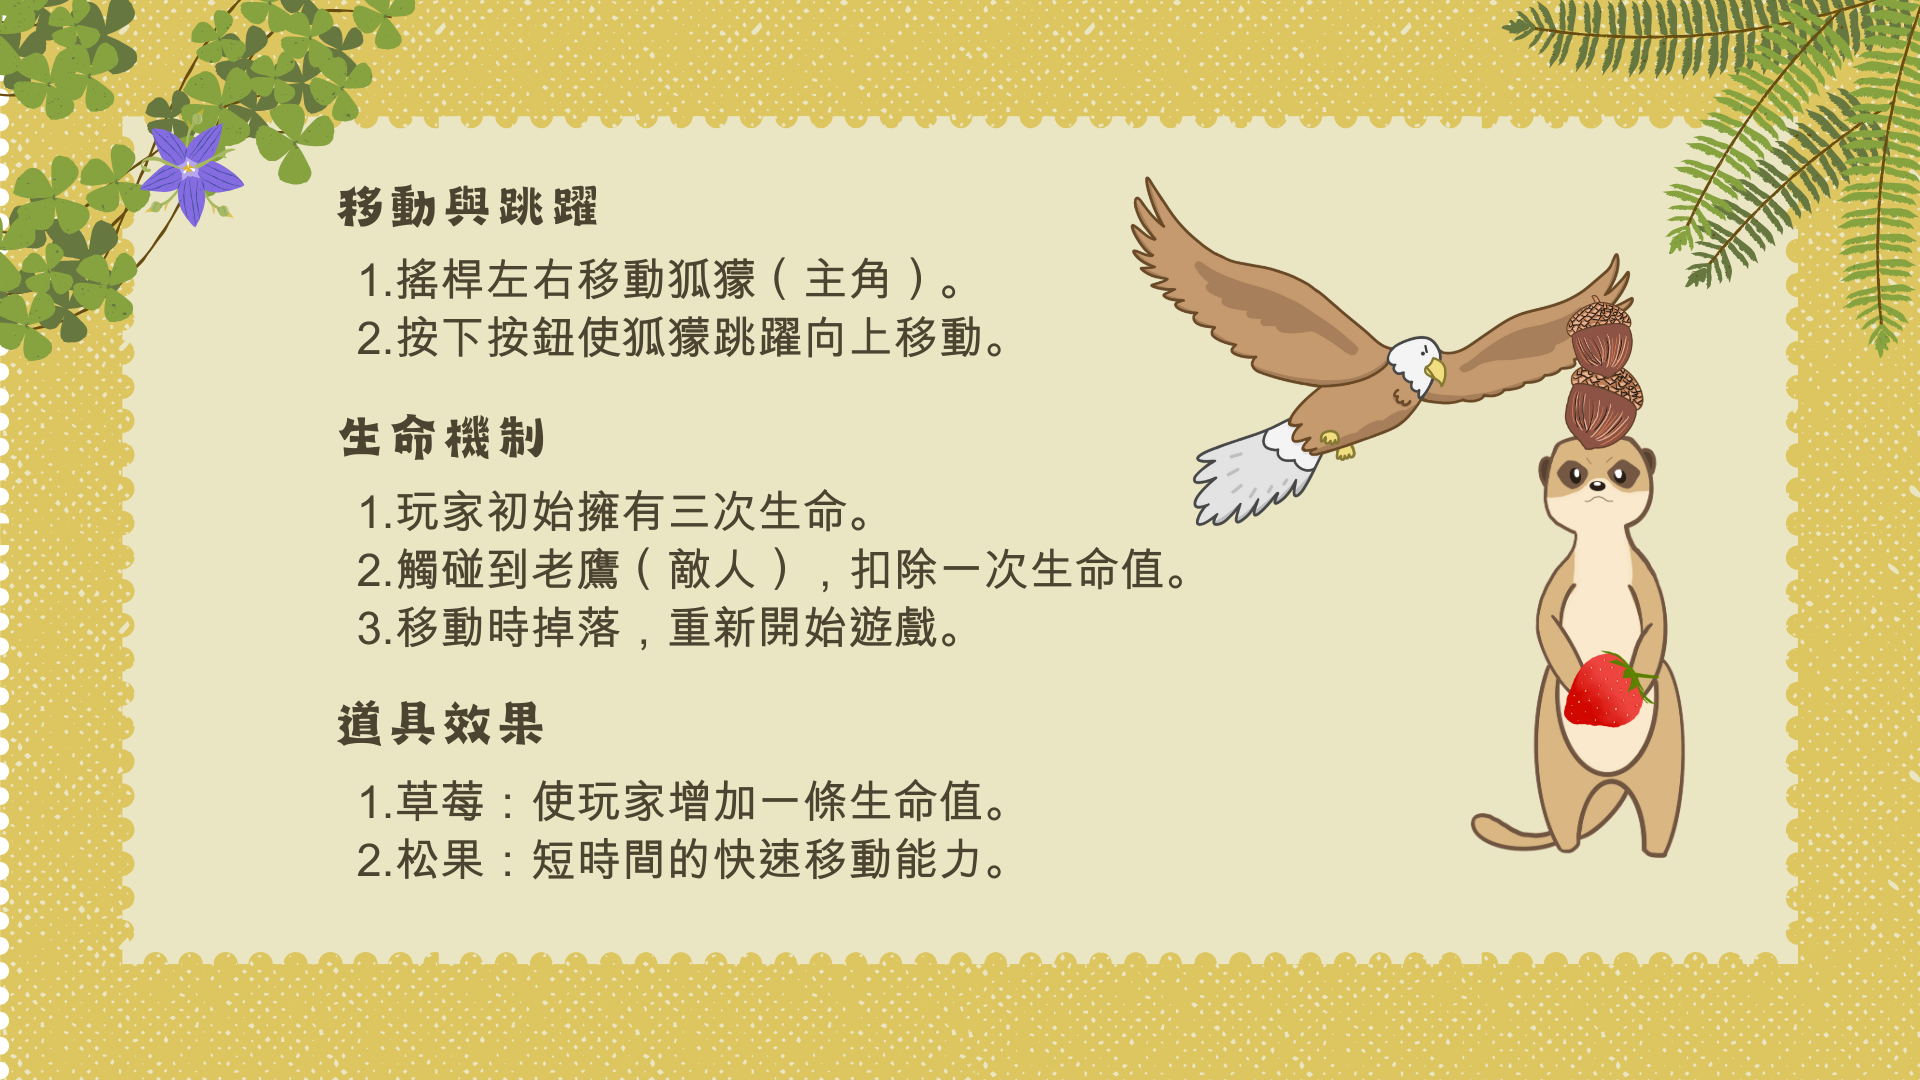 移動與跳躍
1.搖桿左右移動狐獴（主角）。
2.按下按鈕使狐獴跳躍向上移動。
生命機制
1.玩家初始擁有三次生命。
2.觸碰到老鷹（敵人），扣除一次生命值。
3.移動時掉落，重新開始遊戲。
道具效果
1.草莓：使玩家增加一條生命值。
2.松果：短時間的快速移動能力。